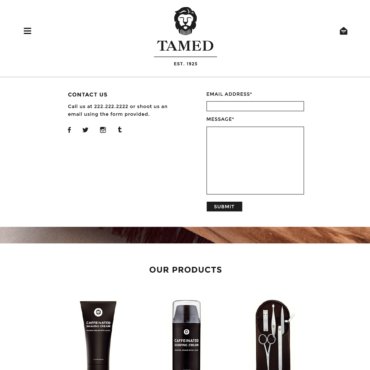 TAMED
EST. 1925
CONTACT US
Call us at 222.222.2222 or shoot us an
email using the form provided.
EMAIL ADDRESS*
MESSAGE*
SUBMIT
OUR PRODUCTS
CAFFEINATED
SHAVING CREAM
CAFFEINATED
SHAVING CREAM